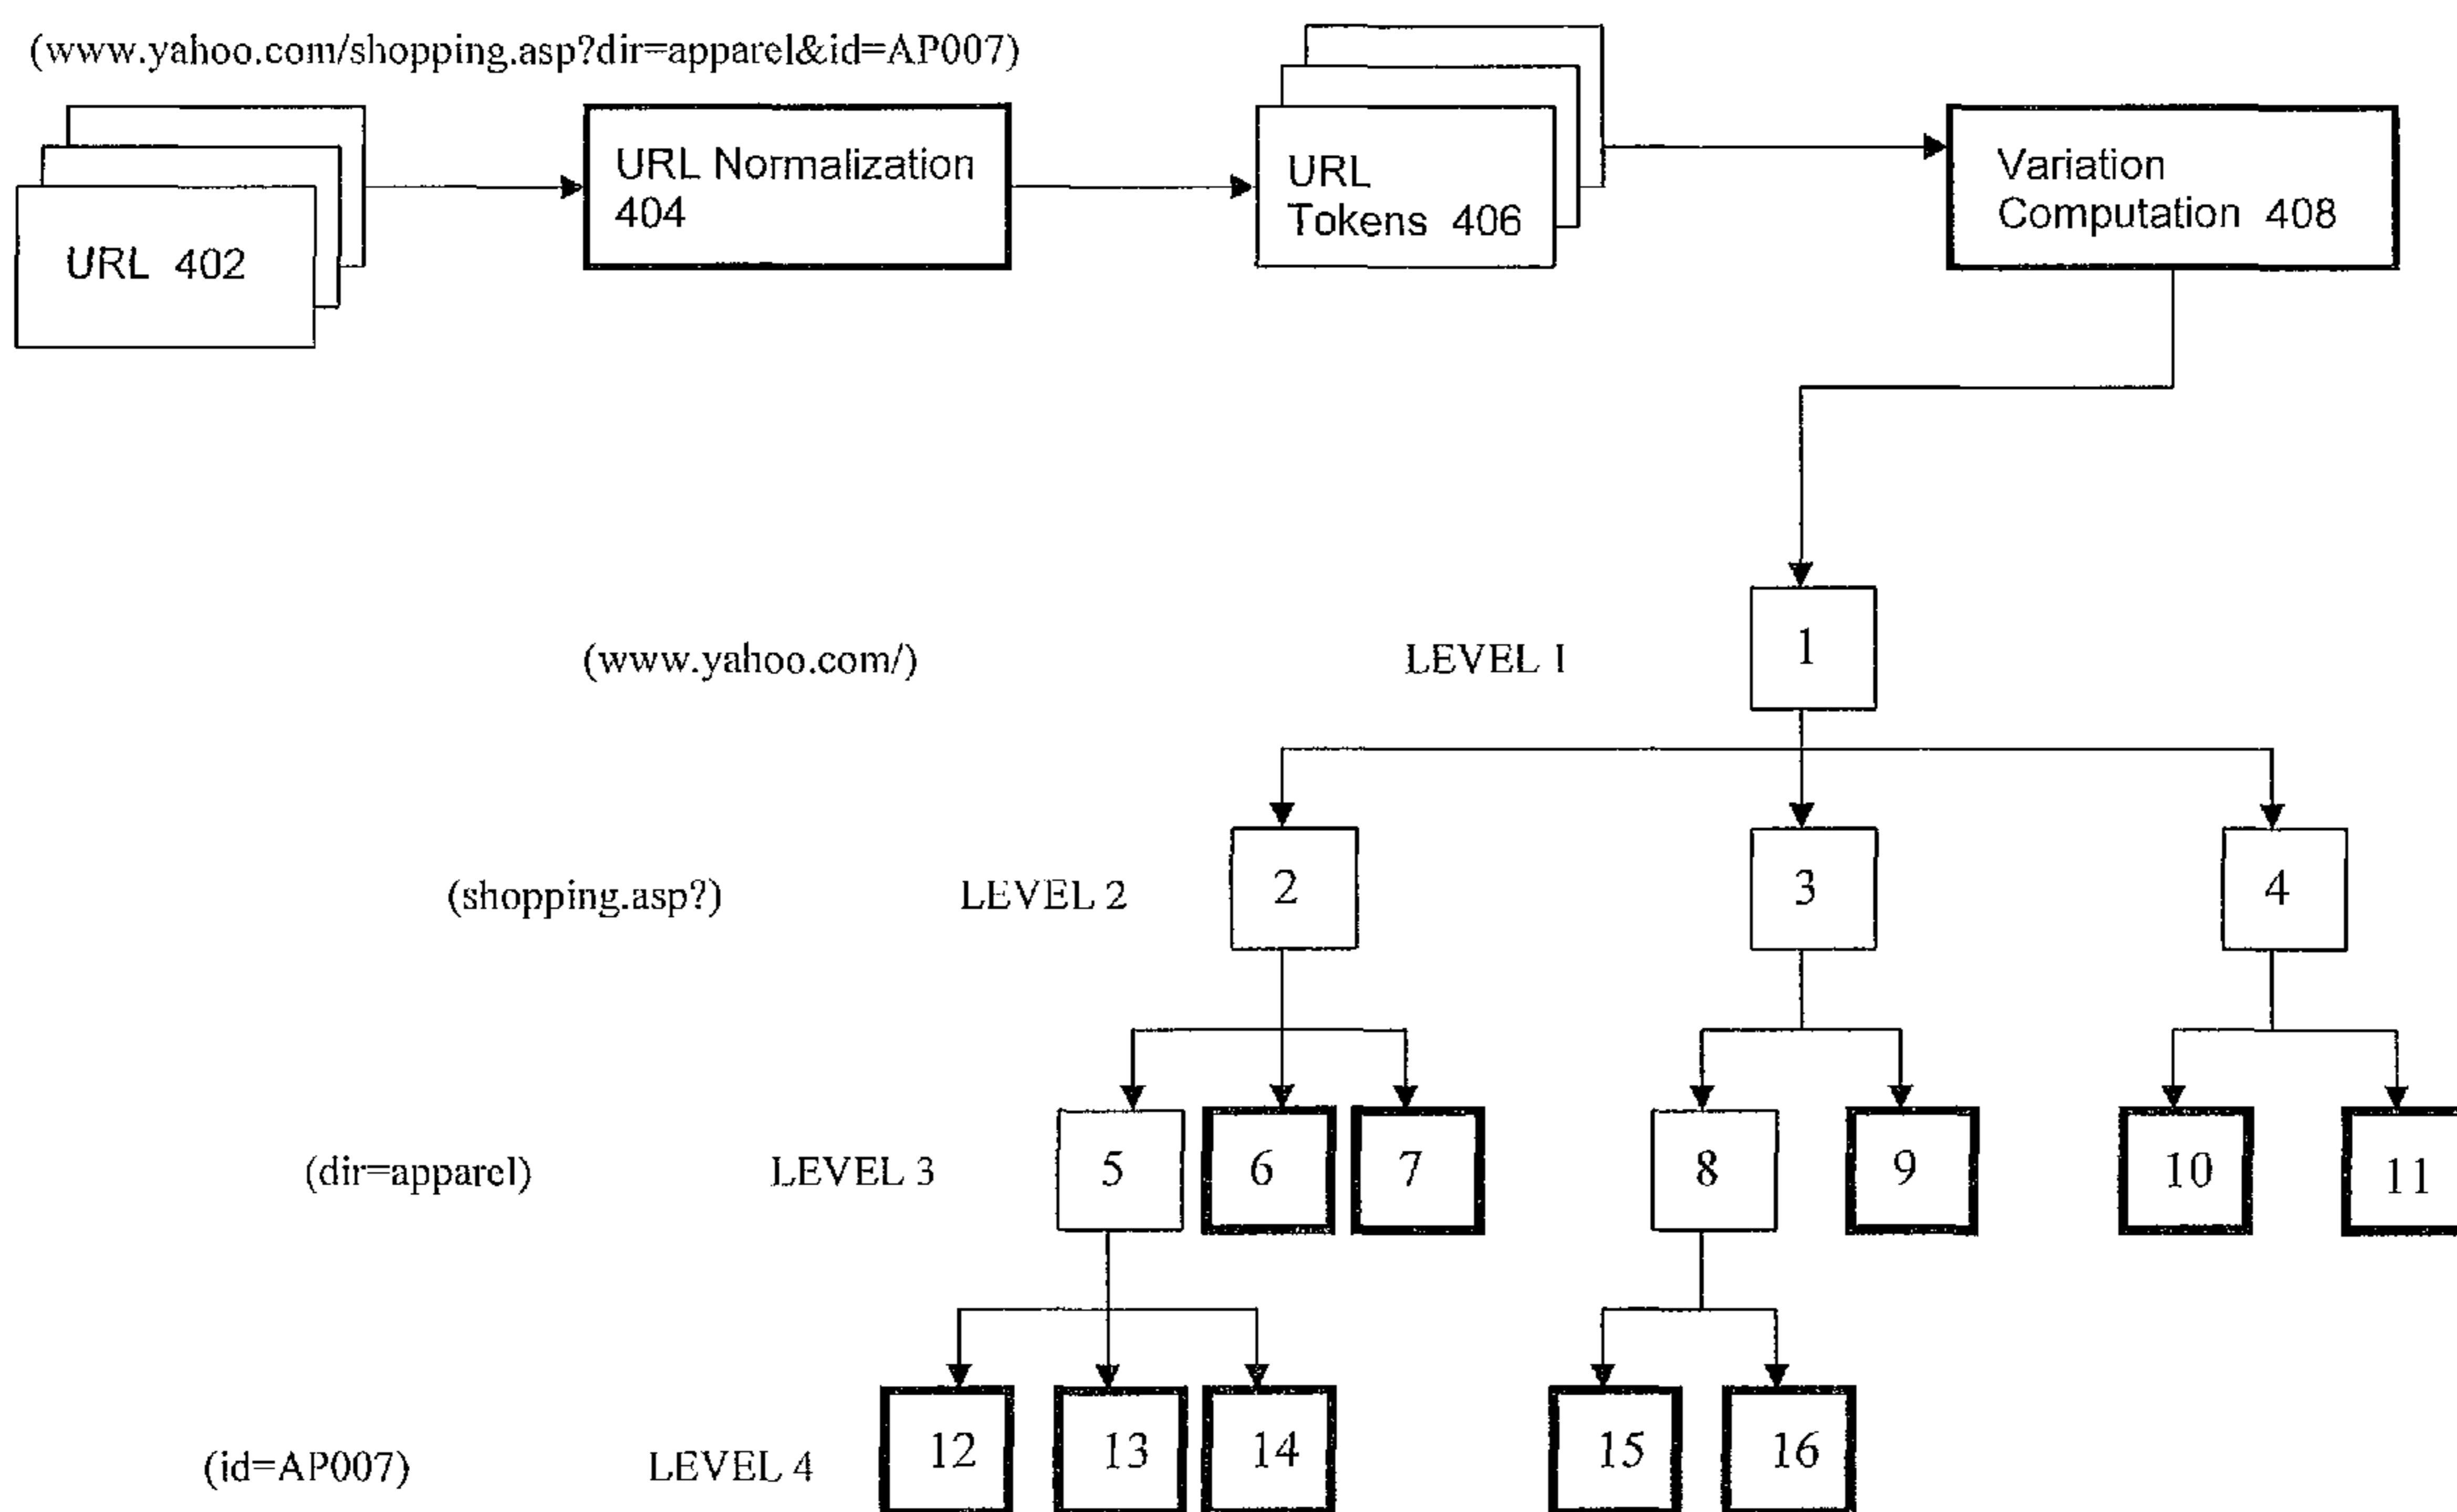 (www.yahoo.com/shopping.asp?dir=apparel&id=AP007)
URL 402
URL Normalization
404
URL
Tokens 406
Variation
Computation 408
(www.yahoo.com/)
LEVEL 1
1
(shopping.asp?)
LEVEL 2
2
3
4
(dir=apparel)
LEVEL 3
5
6
7
8
9
10
11
(id=AP007)
LEVEL 4
12
13
14
15
16